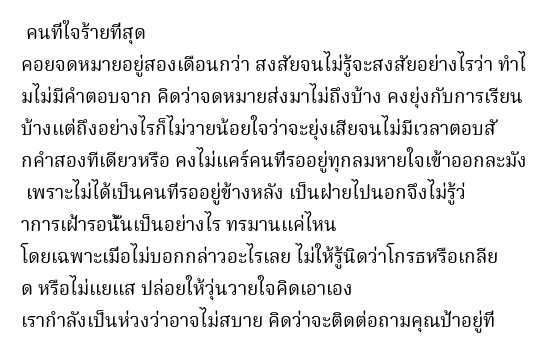 คนที่ใจร้ายที่สุด
คอยจดหมายอยู่สองเดือนกว่า สงสัยจนไม่รู้จะสงสัยอย่างไรว่า ทำไ
มไม่มีคำตอบจาก คิดว่าจดหมายส่งมาไม่ถึงบ้าง คงยุ่งกับการเรียน
บ้างแต่ถึงอย่างไรก็ไม่วายน้อยใจว่าจะยุ่งเสียจนไม่มีเวลาตอบสั
กคำสองทีเดียวหรือ คงไม่แคร์คนที่รออยู่ทุกลมหายใจเข้าออกละมัง
เพราะไม่ได้เป็นคนที่รออยู่ข้างหลัง เป็นฝ่ายไปนอกจึงไม่รู้ว่
าการเฝ้ารอนั้นเป็นอย่างไร ทรมานแค่ไหน
โดยเฉพาะเมื่อไม่บอกกล่าวอะไรเลย ไม่ให้รู้นิดว่าโกรธหรือเกลีย
ด หรือไม่แยแส ปล่อยให้วุ่นวายใจคิดเอาเอง
เรากำลังเป็นห่วงว่าอาจไม่สบาย คิดว่าจะติดต่อถามคุณป้าอยู่ที